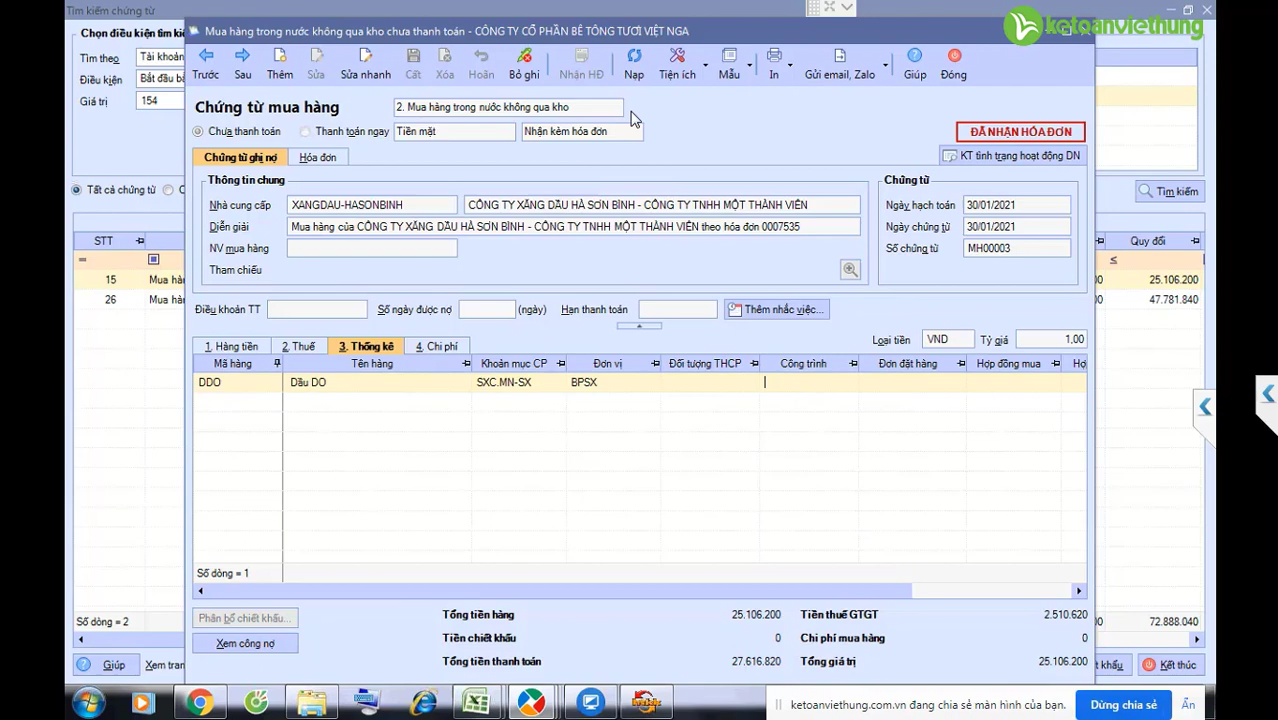 Tìm kiếm chứng từ
Chọn điều kiện tìm kiếm
Tìm theo
Tài khoản
Điều kiện
Bắt đầu bằ
Giá trị
154
Tất cả chứng từ
C
Tìm kiếm
STT
Quy đổi
=
≤
15
Mua hàn
00
25.106.200
26
Mua hàn
00
47.781.840
Số dòng = 2
00
72.888.040
Giúp
Xem tran
t khẩu
Kết thúc
ketoanviethung
Mua hàng trong nước không qua kho chưa thanh toán - CÔNG TY CỔ PHẦN BÊ TÔNG TƯƠI VIỆT NGA
Trước
Sau
Thêm
Sửa
Sửa nhanh
Cất
Xóa
Hoãn
Bỏ ghi
Nhận HĐ
Nạp
Tiện ích
Mẫu
In
Gửi email, Zalo
Giúp
Đóng
Chứng từ mua hàng
2. Mua hàng trong nước không qua kho
Chưa thanh toán
Thanh toán ngay
Tiền mặt
Nhận kèm hóa đơn
ĐÃ NHẬN HÓA ĐƠN
Chứng từ ghi nợ
Hóa đơn
KT tình trạng hoạt động DN
Thông tin chung
Chứng từ
Nhà cung cấp
XANGDAU-HASONBINH
CÔNG TY XĂNG DẦU HÀ SƠN BÌNH - CÔNG TY TNHH MỘT THÀNH VIÊN
Ngày hạch toán
30/01/2021
Diễn giải
Mua hàng của CÔNG TY XĂNG DẦU HÀ SƠN BÌNH - CÔNG TY TNHH MỘT THÀNH VIÊN theo hóa đơn 0007535
Ngày chứng từ
30/01/2021
NV mua hàng
Số chứng từ
MH00003
Tham chiếu
Điều khoản TT
Số ngày được nợ
(ngày)
Hạn thanh toán
Thêm nhắc việc...
1. Hàng tiền
2. Thuế
3. Thống kê
4. Chi phí
Loại tiền
VND
Tỷ giá
1,00
Mã hàng
Tên hàng
Khoản mục CP
Đơn vị
Đối tượng THCP
Công trình
Đơn đặt hàng
Hợp đồng mua
Hợ
DDO
Dầu DO
SXC.MN-SX
BPSX
Số dòng = 1
Phân bổ chiết khấu...
Tổng tiền hàng
25.106.200
Tiền thuế GTGT
2.510.620
Xem công nợ
Tiền chiết khấu
0
Chi phí mua hàng
0
Tổng tiền thanh toán
27.616.820
Tổng giá trị
25.106.200
ketoanviethung.com.vn đang chia sẻ màn hình của bạn.
Dừng chia sẻ
Ẩn